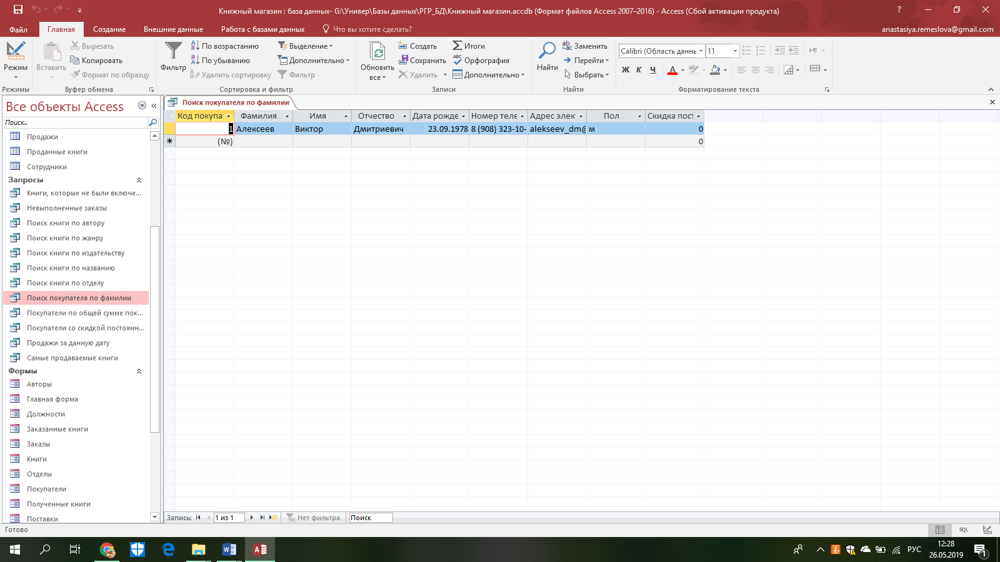 Книжный магазин : база данных- G:\Универ\Базы данных\РГР_БД\Книжный магазин.accdb (Формат файлов Access 2007–2016) - Access (Сбой активации продукта)
?
Файл
Главная
Создание
Внешние данные
Работа с базами данных
Что вы хотите сделать?
anastasiya.remeslova@gmail.com
Режим
Режимы
Вставить
Вырезать
Копировать
Формат по образцу
Буфер обмена
Фильтр
По возрастанию
По убыванию
Удалить сортировку
Выделение
Дополнительно
Фильтр
Сортировка и фильтр
Обновить
все
Создать
Сохранить
Удалить
Итоги
Орфография
Дополнительно
Записи
Найти
Заменить
Перейти
Выбрать
Найти
Calibri (Область данн
11
Ж К Ч
Форматирование текста
Все объекты Access
Поиск...
Продажи
Проданные книги
Сотрудники
Запросы
Книги, которые не были включе...
Невыполненные заказы
Поиск книги по автору
Поиск книги по жанру
Поиск книги по издательству
Поиск книги по названию
Поиск книги по отделу
Поиск покупателя по фамилии
Покупатели по общей сумме пок...
Покупатели со скидкой постоянн...
Продажи за данную дату
Самые продаваемые книги
Формы
Авторы
Главная форма
Должности
Заказанные книги
Заказы
Книги
Отделы
Покупатели
Полученные книги
Поставки
Поиск покупателя по фамилии
Код покупат Фамилия Имя Отчество Дата рожде Номер теле Адрес элек Пол Скидка пост
1 Алексеев Виктор Дмитриевич 23.09.1978 8 (908) 323-10- alekseev_dm@ м 0
(№) 0
Запись: 1 из 1 Нет фильтра Поиск
Готово
SQL
РУС
12:28
26.05.2019
1